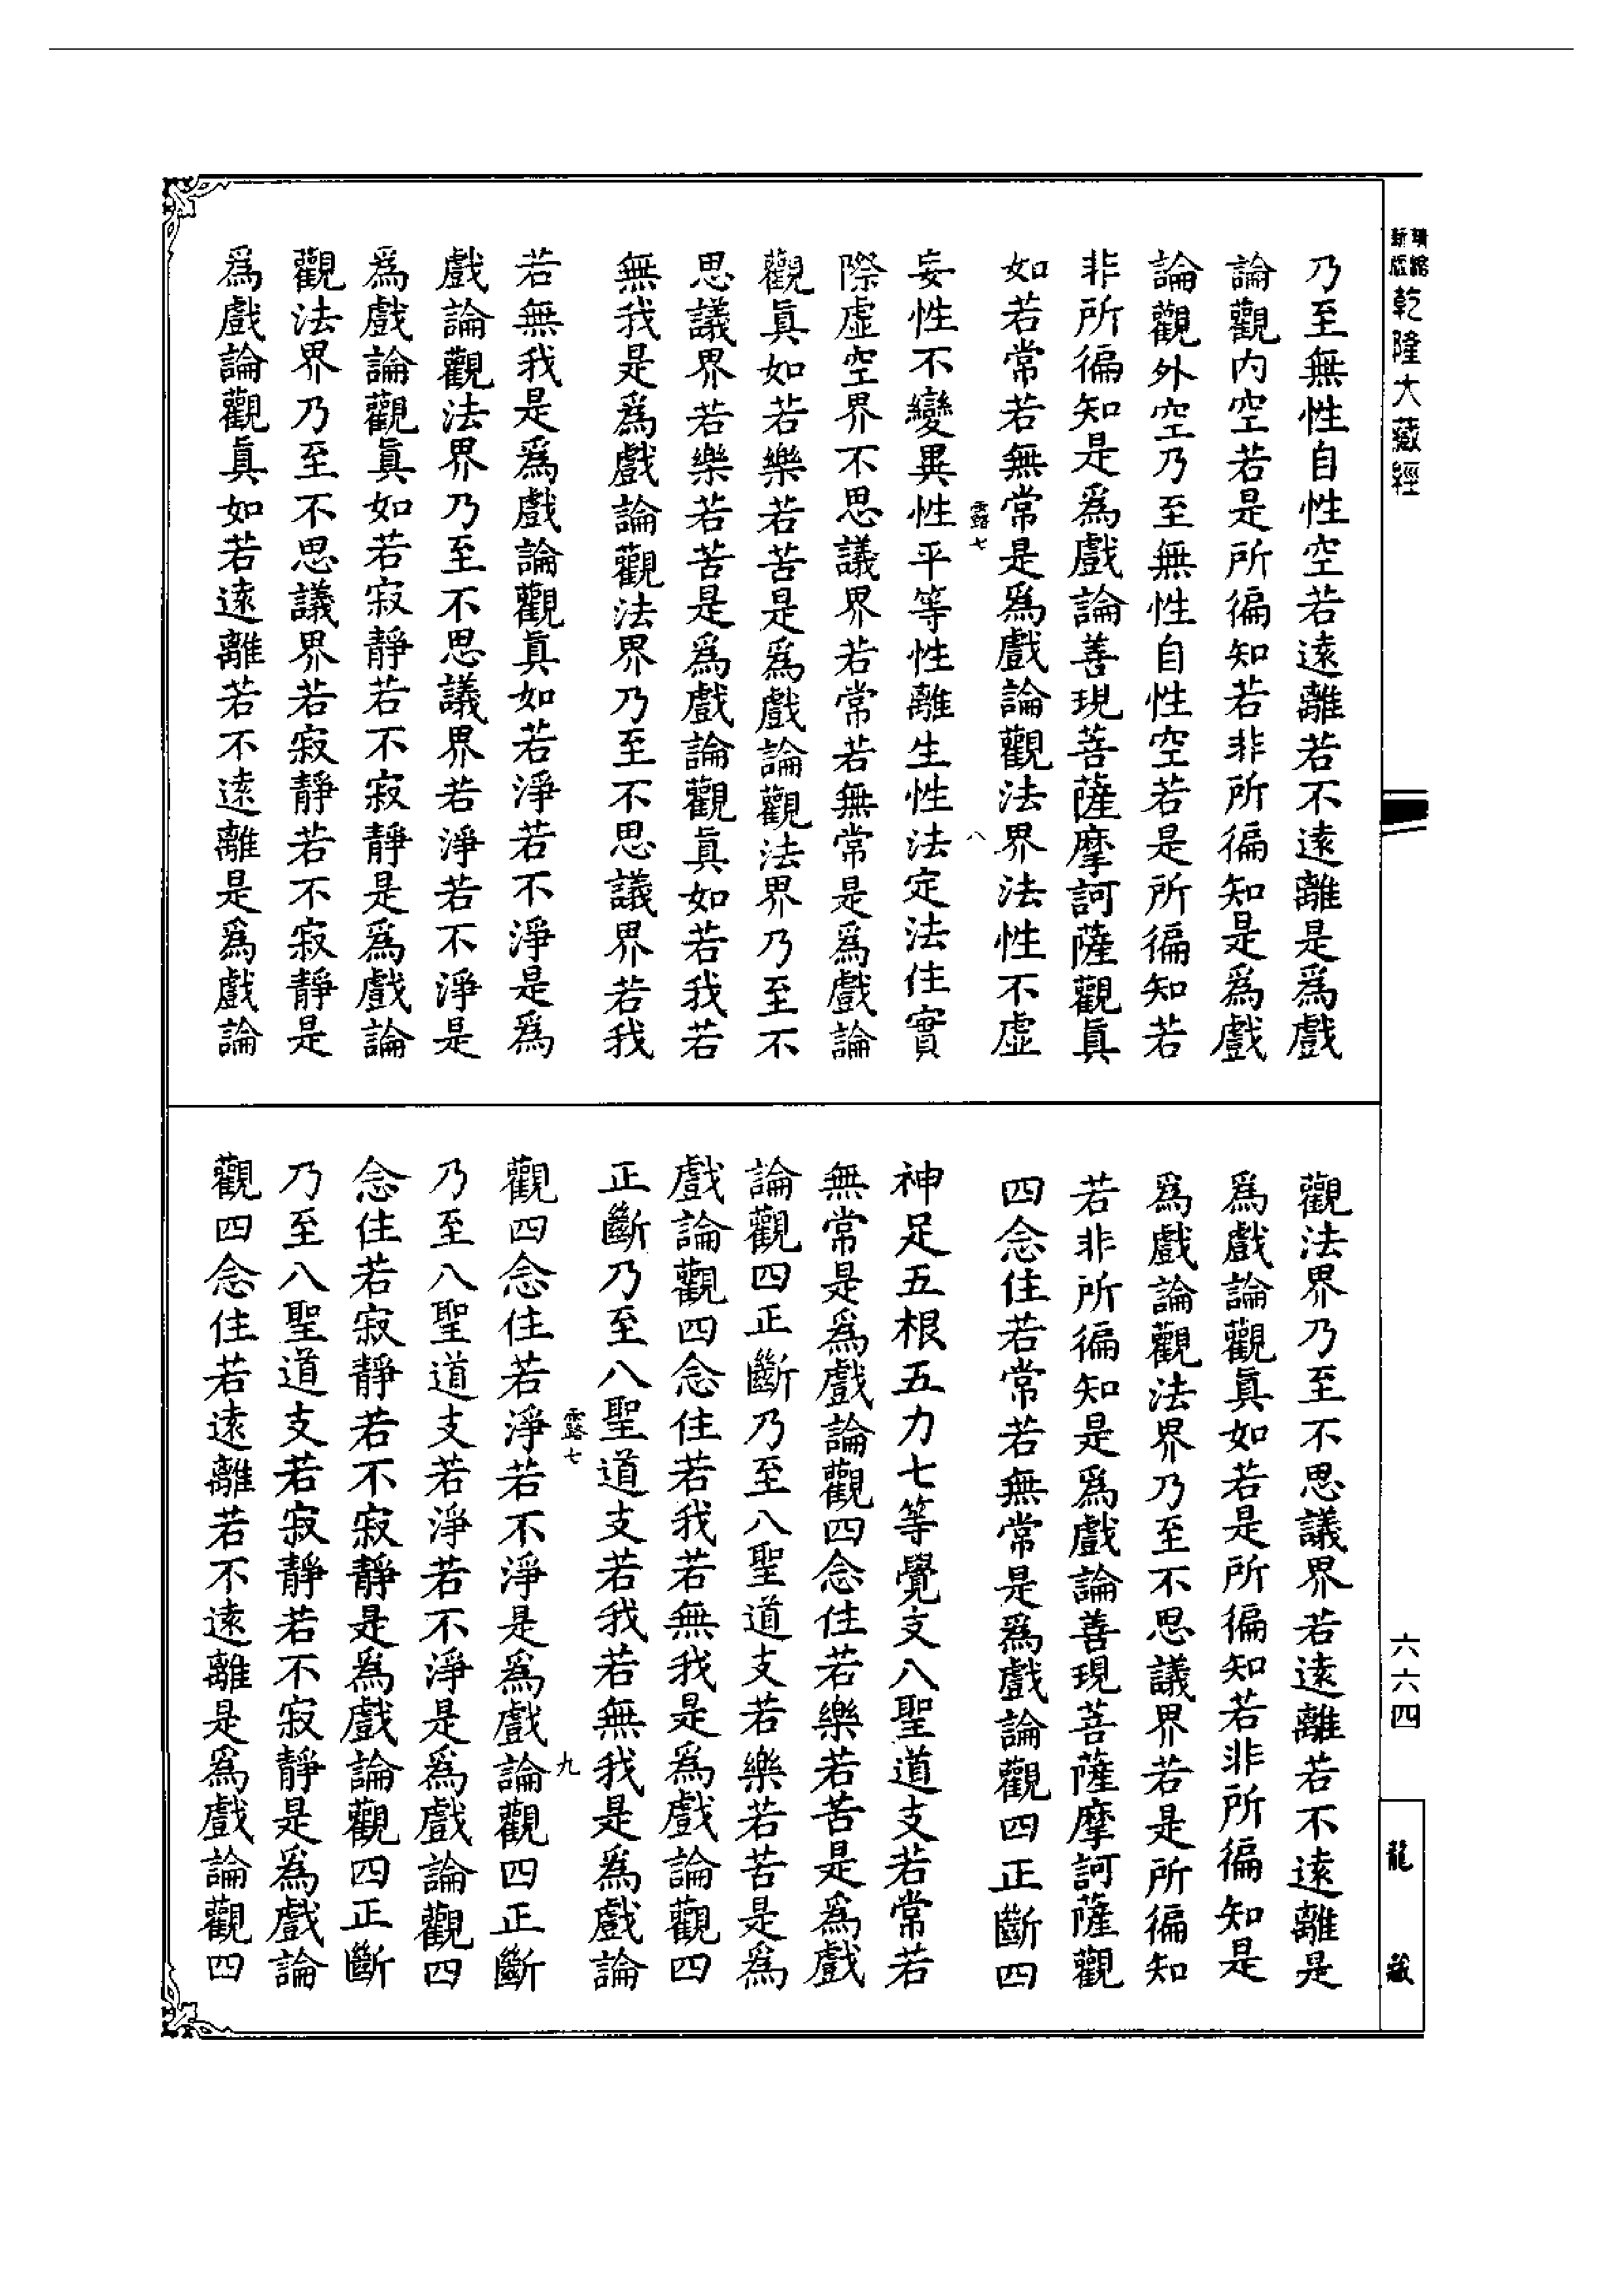 新版
精縮
乾隆大藏經
乃至無性自性空若遠離若不遠離是爲戲
論觀内空若是所徧知若非所徧知是爲戲
論觀外空乃至無性自性空若是所徧知若
非所徧知是爲戲論善現菩薩摩訶薩觀眞
如若常若無常是爲戲論觀法界法性不虛
露七
八
妄性不變異性平等性離生性法定法住實
際虛空界不思議界若常若無常是爲戲論
觀眞如若樂若苦是爲戲論觀法界乃至不
思議界若樂若苦是爲戲論觀眞如若我若
無我是爲戲論觀法界乃至不思議界若我
若無我是爲戲論觀眞如若淨若不淨是爲
戲論觀法界乃至不思議界若淨若不淨是
爲戲論觀眞如若寂靜若不寂靜是爲戲論
觀法界乃至不思議界若寂靜若不寂靜是
爲戲論觀眞如若遠離若不遠離是爲戲論
六六四
龍藏
觀法界乃至不思議界若遠離若不遠離是
爲戲論觀眞如若是所徧知若非所徧知是
爲戲論觀法界乃至不思議界若是所徧知
若非所徧知是爲戲論善現菩薩摩訶薩觀
四念住若常若無常是爲戲論觀四正斷四
神足五根五力七等覺支八聖道支若常若
無常是爲戲論觀四念住若樂若苦是爲戲
論觀四正斷乃至八聖道支若樂若苦是爲
戲論觀四念住若我若無我是爲戲論觀四
正斷乃至八聖道支若我若無我是爲戲論
露七
九
觀四念住若淨若不淨是爲戲論觀四正斷
乃至八聖道支若淨若不淨是爲戲論觀四
念住若寂靜若不寂靜是爲戲論觀四正斷
乃至八聖道支若寂靜若不寂靜是爲戲論
觀四念住若遠離若不遠離是爲戲論觀四